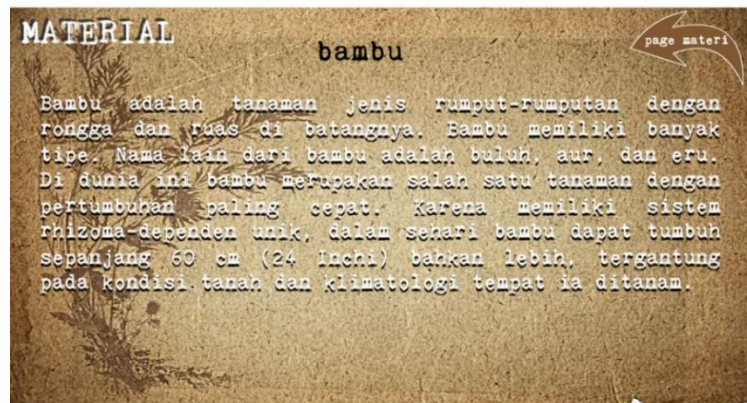 MATERIAL
bambu
page materi
Bambu adalah tanaman jenis rumput-rumputan dengan
rongga dan ruas di batangnya. Bambu memiliki banyak
tipe. Nama lain dari bambu adalah buluh, aur, dan eru.
Di dunia ini bambu merupakan salah satu tanaman dengan
pertumbuhan paling cepat. Karena memiliki sistem
rhizoma-dependen unik, dalam sehari bambu dapat tumbuh
sepanjang 60 cm (24 Inchi) bahkan lebih, tergantung
pada kondisi tanah dan klimatologi tempat ia ditanam.